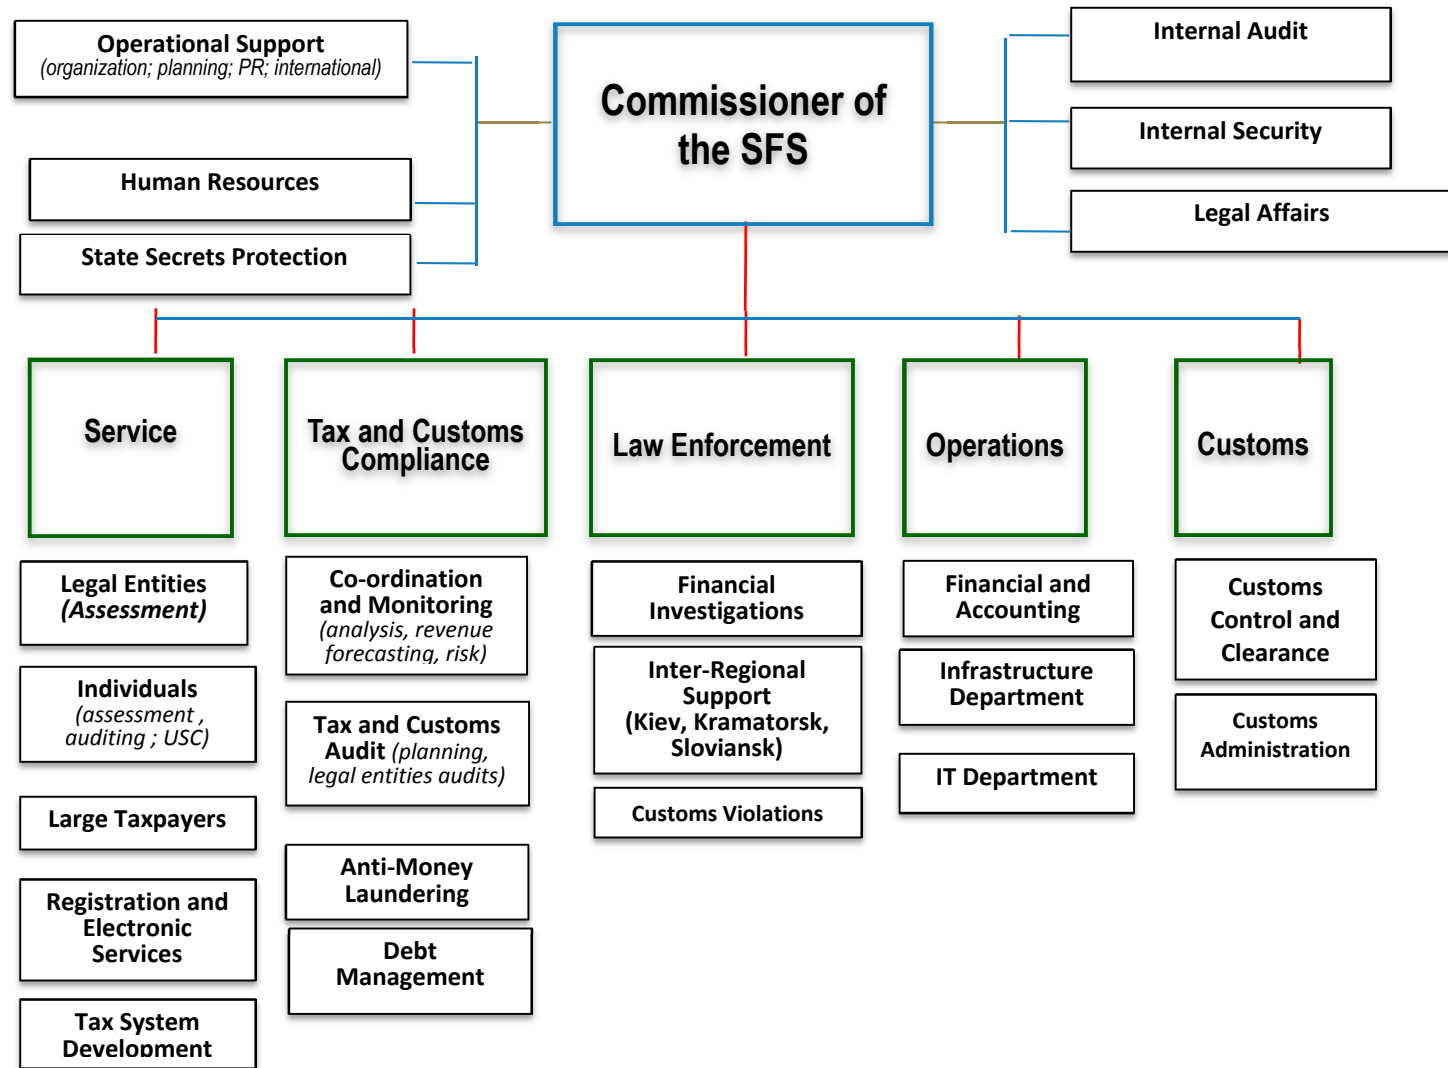 Operational Support
(organization; planning; PR; international)
Human Resources
State Secrets Protection
Commissioner of
the SFS
Internal Audit
Internal Security
Legal Affairs
Service
Legal Entities
(Assessment)
Individuals
(assessment ,
auditing ; USC)
Large Taxpayers
Registration and
Electronic
Services
Tax System
Development
Tax and Customs
Compliance
Co-ordination
and Monitoring
(analysis, revenue
forecasting, risk)
Tax and Customs
Audit (planning,
legal entities audits)
Anti-Money
Laundering
Debt
Management
Law Enforcement
Financial
Investigations
Inter-Regional
Support
(Kiev, Kramatorsk,
Sloviansk)
Customs Violations
Operations
Financial and
Accounting
Infrastructure
Department
IT Department
Customs
Customs
Control and
Clearance
Customs
Administration